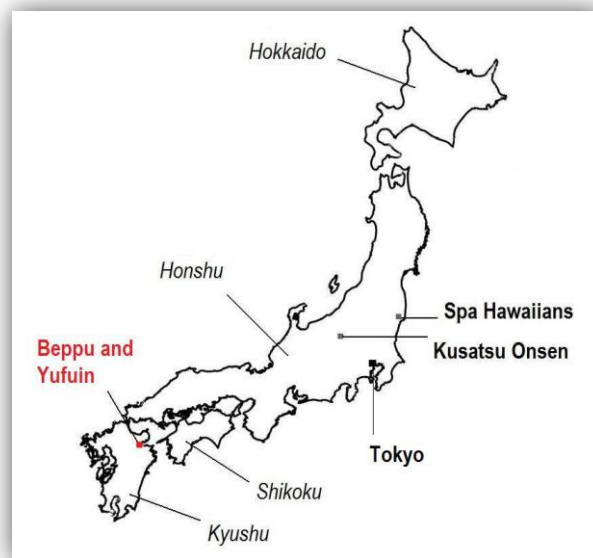 Hokkaido
Honshu
Spa Hawaiians
Kusatsu Onsen
Beppu and
Yufuin
Tokyo
Shikoku
Kyushu